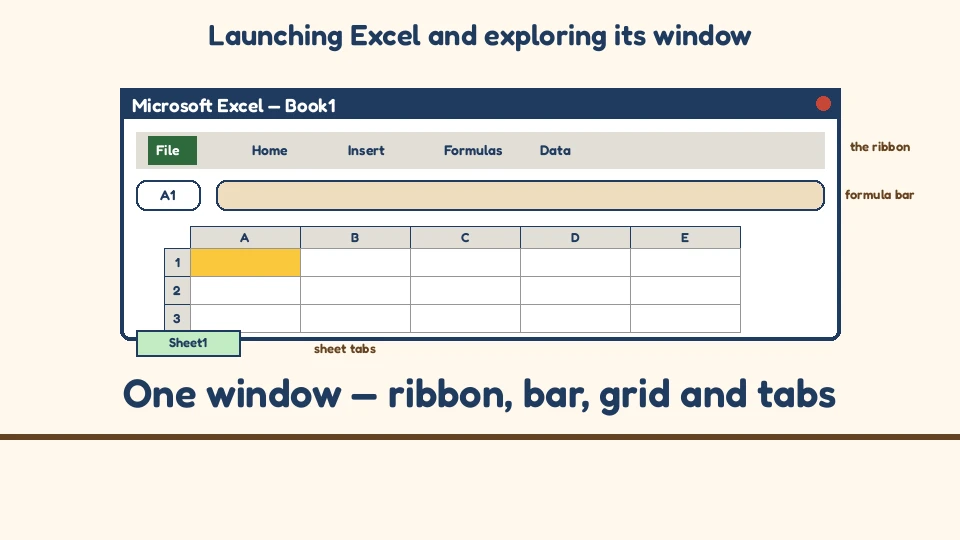 Launching Excel and exploring its window
Microsoft Excel — Book1
File Home Insert Formulas Data
the ribbon
A1
formula bar
A B C D E
1
2
3
Sheet1
sheet tabs
One window — ribbon, bar, grid and tabs